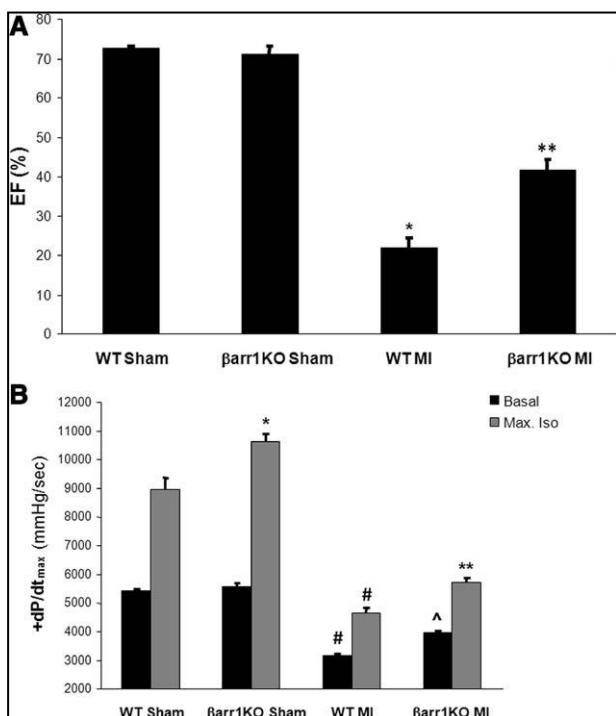 A
80
70
60
50
40
30
20
10
0
EF (%)
*
**
WT Sham
βarr1KO Sham
WT MI
βarr1KO MI
B
12000
11000
10000
9000
8000
7000
6000
5000
4000
3000
2000
+dP/dtmax (mmHg/sec)
Basal
Max. Iso
*
#
#
^
**
WT Sham
βarr1KO Sham
WT MI
βarr1KO MI